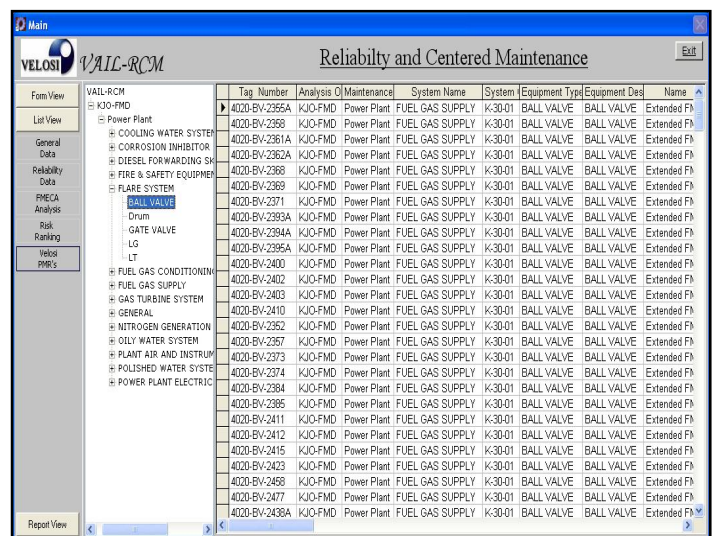 Main
VELOSI VAIL-RCM Reliabilty and Centered Maintenance Exit
Form View
List View
General Data
Reliability Data
FMECA Analysis
Risk Ranking
Velosi PMR's
Report View
VAIL-RCM
KJO-FMD
Power Plant
COOLING WATER SYSTEM
CORROSION INHIBITOR
DIESEL FORWARDING SK
FIRE & SAFETY EQUIPMEN
FLARE SYSTEM
BALL VALVE
Drum
GATE VALVE
LG
LT
FUEL GAS CONDITIONING
FUEL GAS SUPPLY
GAS TURBINE SYSTEM
GENERAL
NITROGEN GENERATION
OILY WATER SYSTEM
PLANT AIR AND INSTRUM
POLISHED WATER SYSTE
POWER PLANT ELECTRIC
Tag Number Analysis O Maintenance System Name System Equipment Type Equipment Des Name
4020-BV-2355A KJO-FMD Power Plant FUEL GAS SUPPLY K-30-01 BALL VALVE BALL VALVE Extended FM
4020-BV-2358 KJO-FMD Power Plant FUEL GAS SUPPLY K-30-01 BALL VALVE BALL VALVE Extended FM
4020-BV-2361A KJO-FMD Power Plant FUEL GAS SUPPLY K-30-01 BALL VALVE BALL VALVE Extended FM
4020-BV-2362A KJO-FMD Power Plant FUEL GAS SUPPLY K-30-01 BALL VALVE BALL VALVE Extended FM
4020-BV-2368 KJO-FMD Power Plant FUEL GAS SUPPLY K-30-01 BALL VALVE BALL VALVE Extended FM
4020-BV-2369 KJO-FMD Power Plant FUEL GAS SUPPLY K-30-01 BALL VALVE BALL VALVE Extended FM
4020-BV-2371 KJO-FMD Power Plant FUEL GAS SUPPLY K-30-01 BALL VALVE BALL VALVE Extended FM
4020-BV-2393A KJO-FMD Power Plant FUEL GAS SUPPLY K-30-01 BALL VALVE BALL VALVE Extended FM
4020-BV-2394A KJO-FMD Power Plant FUEL GAS SUPPLY K-30-01 BALL VALVE BALL VALVE Extended FM
4020-BV-2395A KJO-FMD Power Plant FUEL GAS SUPPLY K-30-01 BALL VALVE BALL VALVE Extended FM
4020-BV-2400 KJO-FMD Power Plant FUEL GAS SUPPLY K-30-01 BALL VALVE BALL VALVE Extended FM
4020-BV-2402 KJO-FMD Power Plant FUEL GAS SUPPLY K-30-01 BALL VALVE BALL VALVE Extended FM
4020-BV-2403 KJO-FMD Power Plant FUEL GAS SUPPLY K-30-01 BALL VALVE BALL VALVE Extended FM
4020-BV-2410 KJO-FMD Power Plant FUEL GAS SUPPLY K-30-01 BALL VALVE BALL VALVE Extended FM
4020-BV-2352 KJO-FMD Power Plant FUEL GAS SUPPLY K-30-01 BALL VALVE BALL VALVE Extended FM
4020-BV-2357 KJO-FMD Power Plant FUEL GAS SUPPLY K-30-01 BALL VALVE BALL VALVE Extended FM
4020-BV-2373 KJO-FMD Power Plant FUEL GAS SUPPLY K-30-01 BALL VALVE BALL VALVE Extended FM
4020-BV-2374 KJO-FMD Power Plant FUEL GAS SUPPLY K-30-01 BALL VALVE BALL VALVE Extended FM
4020-BV-2384 KJO-FMD Power Plant FUEL GAS SUPPLY K-30-01 BALL VALVE BALL VALVE Extended FM
4020-BV-2385 KJO-FMD Power Plant FUEL GAS SUPPLY K-30-01 BALL VALVE BALL VALVE Extended FM
4020-BV-2411 KJO-FMD Power Plant FUEL GAS SUPPLY K-30-01 BALL VALVE BALL VALVE Extended FM
4020-BV-2412 KJO-FMD Power Plant FUEL GAS SUPPLY K-30-01 BALL VALVE BALL VALVE Extended FM
4020-BV-2415 KJO-FMD Power Plant FUEL GAS SUPPLY K-30-01 BALL VALVE BALL VALVE Extended FM
4020-BV-2423 KJO-FMD Power Plant FUEL GAS SUPPLY K-30-01 BALL VALVE BALL VALVE Extended FM
4020-BV-2458 KJO-FMD Power Plant FUEL GAS SUPPLY K-30-01 BALL VALVE BALL VALVE Extended FM
4020-BV-2477 KJO-FMD Power Plant FUEL GAS SUPPLY K-30-01 BALL VALVE BALL VALVE Extended FM
4020-BV-2438A KJO-FMD Power Plant FUEL GAS SUPPLY K-30-01 BALL VALVE BALL VALVE Extended FM